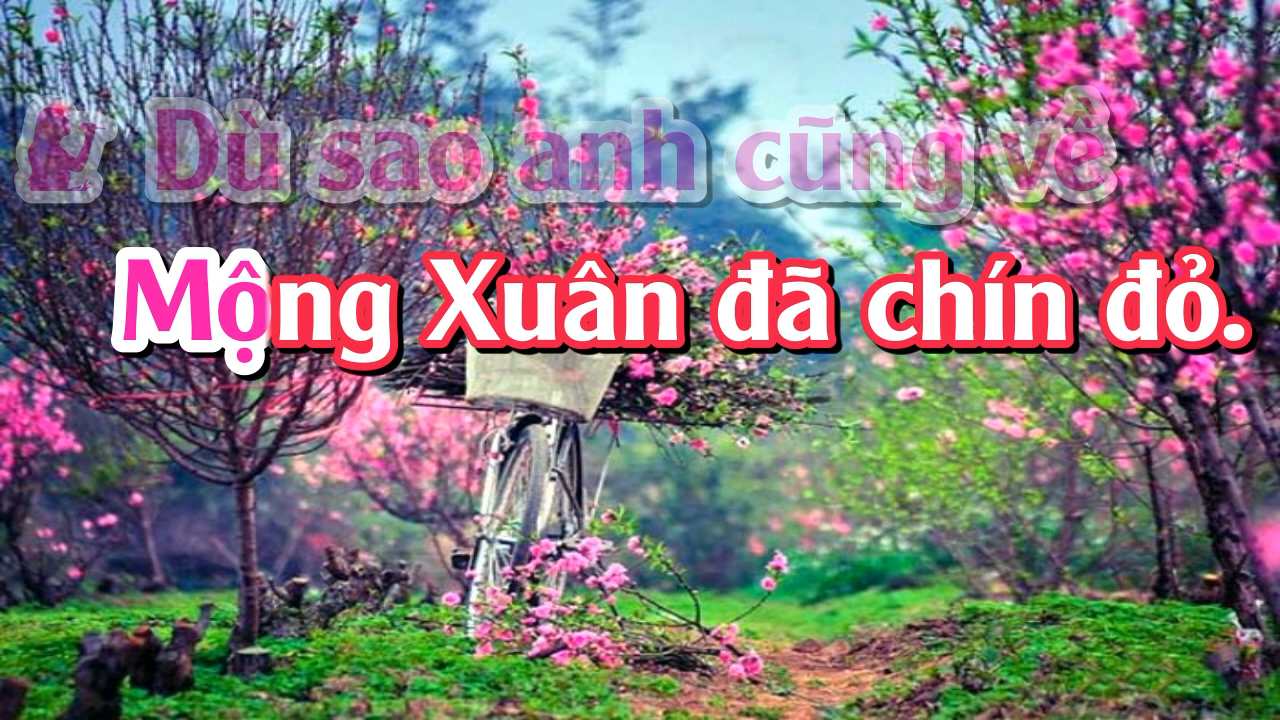 Dù sao anh cũng về
Mộng Xuân đã chín đỏ.